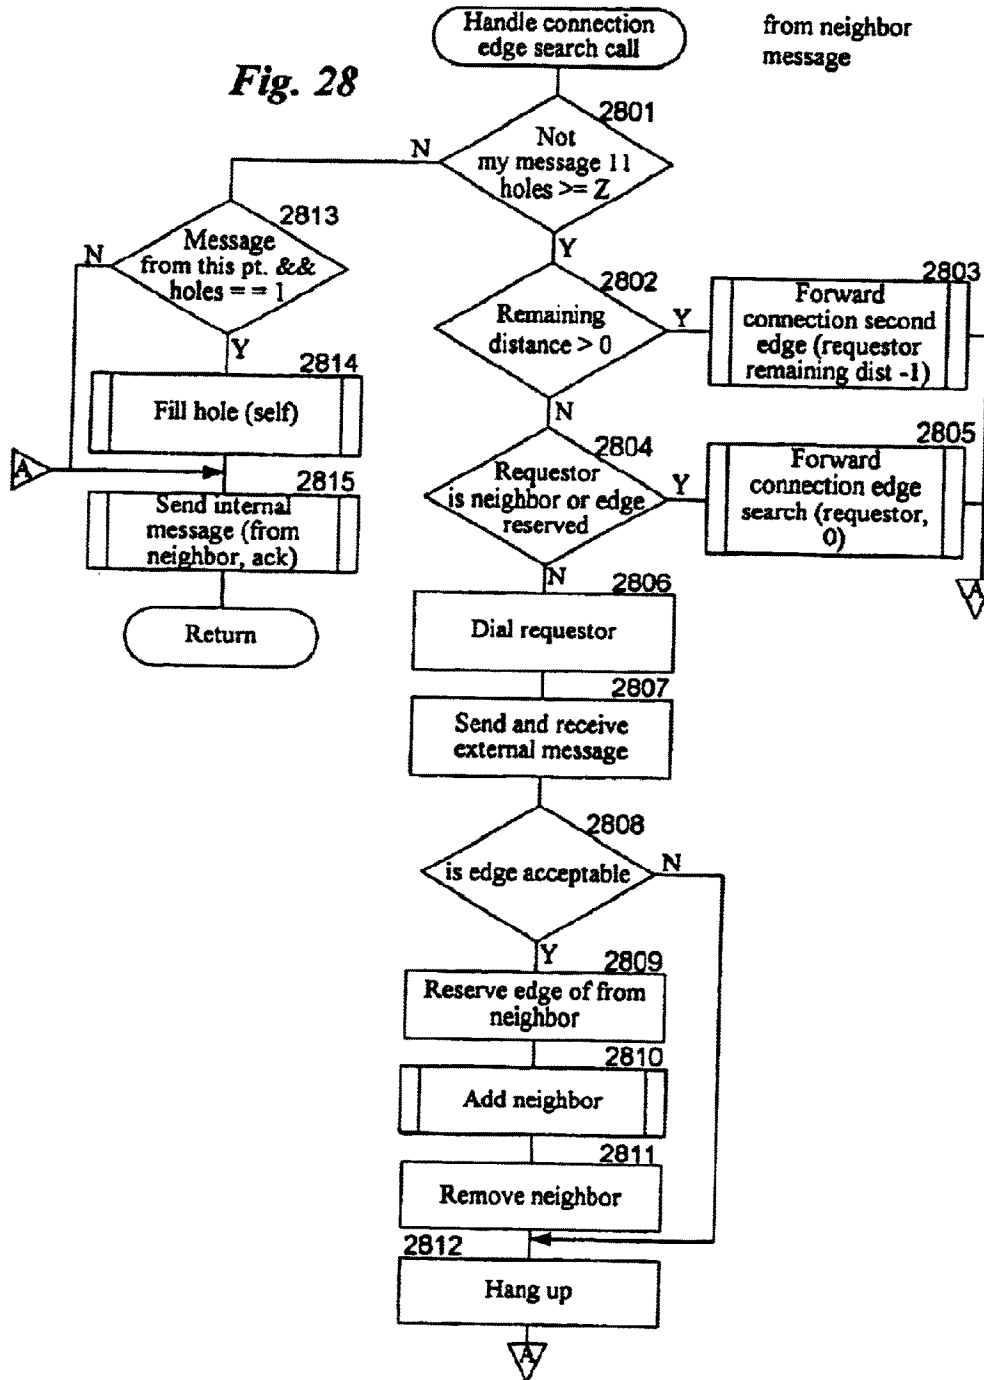 Handle connection
edge search call
from neighbor
message
Fig. 28
2801
Not
my message 11
holes >= Z
N
Y
2813
Message
from this pt. &&
holes = = 1
N
Y
2802
Remaining
distance > 0
Y
N
2803
Forward
connection second
edge (requestor
remaining dist -1)
2814
Fill hole (self)
2804
Requestor
is neighbor or edge
reserved
Y
N
2805
Forward
connection edge
search (requestor,
0)
A
A
2815
Send internal
message (from
neighbor, ack)
Return
2806
Dial requestor
2807
Send and receive
external message
2808
is edge acceptable
N
Y
2809
Reserve edge of from
neighbor
2810
Add neighbor
2811
Remove neighbor
2812
Hang up
A